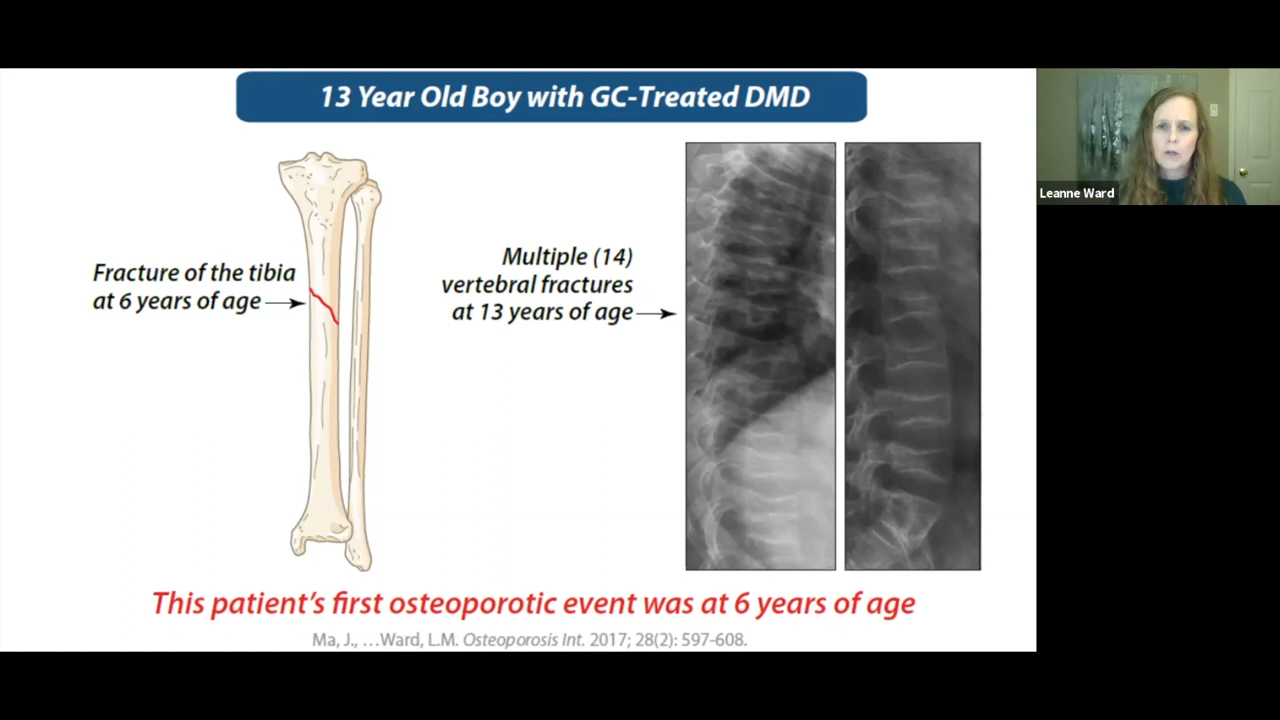 13 Year Old Boy with GC-Treated DMD
Leanne Ward
Fracture of the tibia
at 6 years of age
Multiple (14)
vertebral fractures
at 13 years of age
This patient's first osteoporotic event was at 6 years of age
Ma, J., …Ward, L.M. Osteoporosis Int. 2017; 28(2): 597-608.